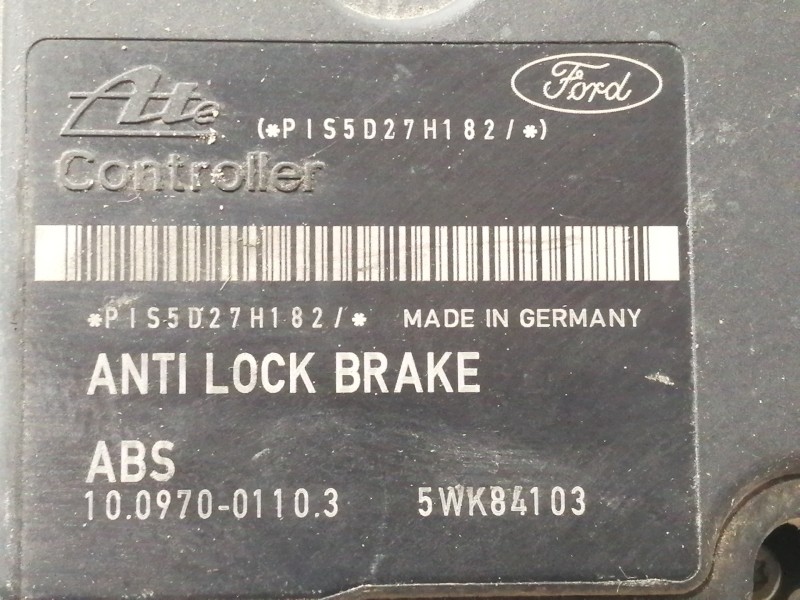 Ate
Ford
(*PIS5D27H182/*)
Controller
*PIS5D27H182/* MADE IN GERMANY
ANTI LOCK BRAKE
ABS
10.0970-0110.3 5WK84103